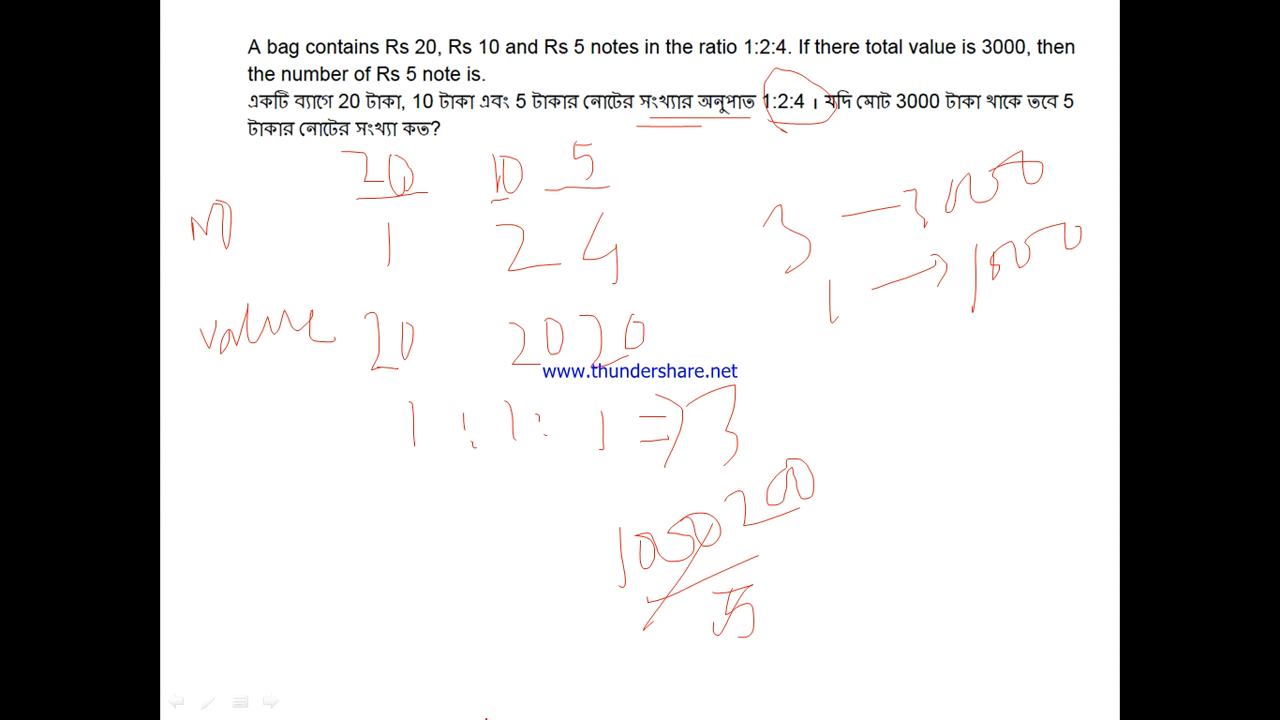 A bag contains Rs 20, Rs 10 and Rs 5 notes in the ratio 1:2:4. If there total value is 3000, then
the number of Rs 5 note is.
একটি ব্যাগে 20 টাকা, 10 টাকা এবং 5 টাকার নোটের সংখ্যার অনুপাত 1:2:4 । যদি মোট 3000 টাকা থাকে তবে 5
টাকার নোটের সংখ্যা কত?
20 10 5
NO 1 2 4
3 — 3000
1 → 1000
value 20 20 20
www.thundershare.net
1 : 1 : 1 => 3
200
1000
5